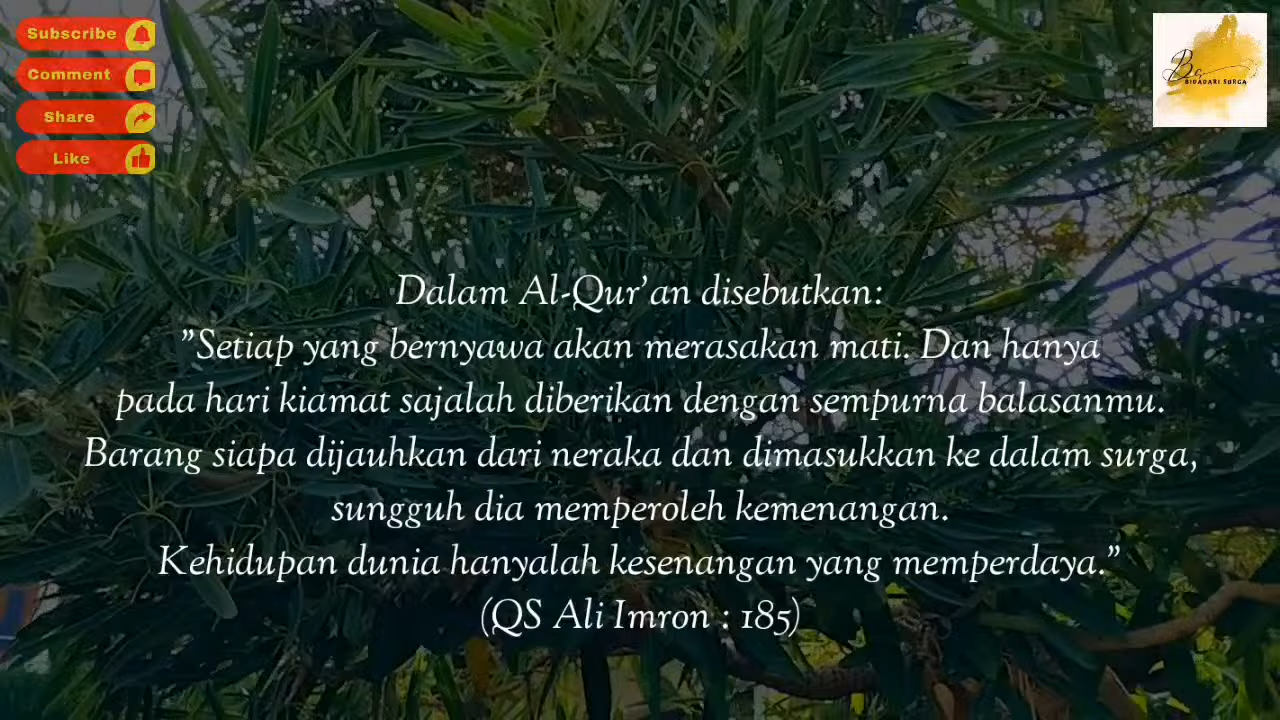 Subscribe
Comment
Share
Like
BIDADARI SURGA
Dalam Al-Qur'an disebutkan:
"Setiap yang bernyawa akan merasakan mati. Dan hanya
pada hari kiamat sajalah diberikan dengan sempurna balasanmu.
Barang siapa dijauhkan dari neraka dan dimasukkan ke dalam surga,
sungguh dia memperoleh kemenangan.
Kehidupan dunia hanyalah kesenangan yang memperdaya."
(QS Ali Imron : 185)